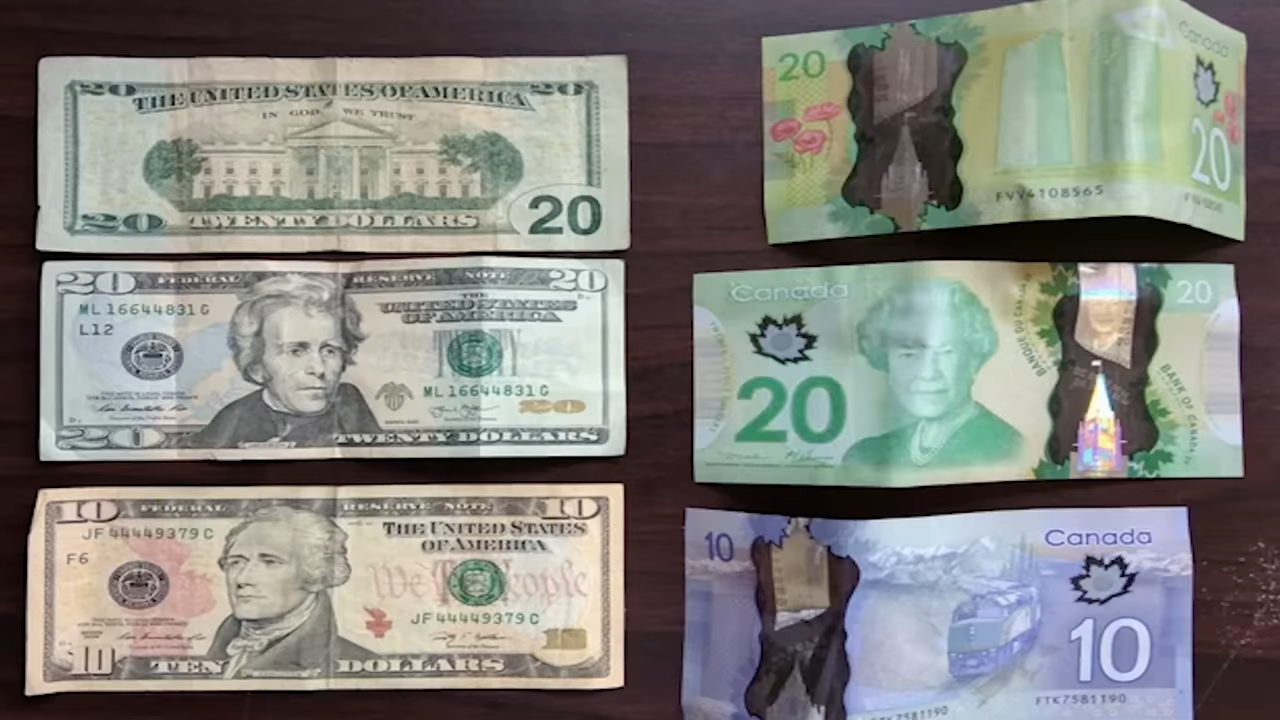 20 20
THE UNITED STATES OF AMERICA
IN GOD WE TRUST
20 TWENTY DOLLARS 20
20 FEDERAL RESERVE NOTE 20
ML 16644831 G
L12
THE
UNITED STATES
OF AMERICA
ML 16644831 G
20
20 TWENTY DOLLARS
10 FEDERAL RESERVE NOTE 10
JF 44449379 C
F6
THE UNITED STATES
OF AMERICA
We The People
JF 44449379 C
10
10 TEN DOLLARS
20 Canada
20
FVV4108565
Canada 20
BANQUE DU CANADA
BANK OF CANADA
20
10 Canada
10
FTK7581190
FTK7581190